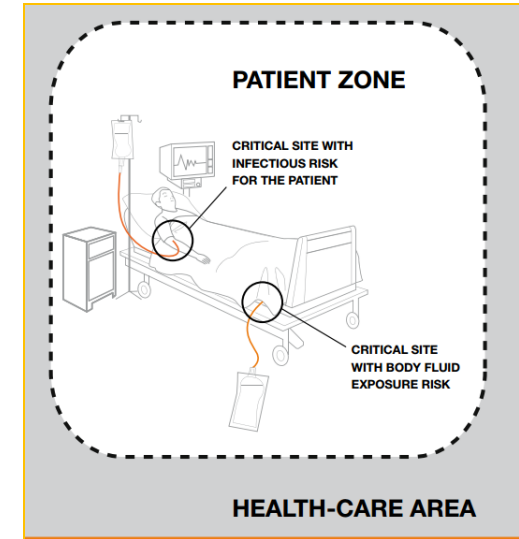 PATIENT ZONE
CRITICAL SITE WITH
INFECTIOUS RISK
FOR THE PATIENT
CRITICAL SITE
WITH BODY FLUID
EXPOSURE RISK
HEALTH-CARE AREA